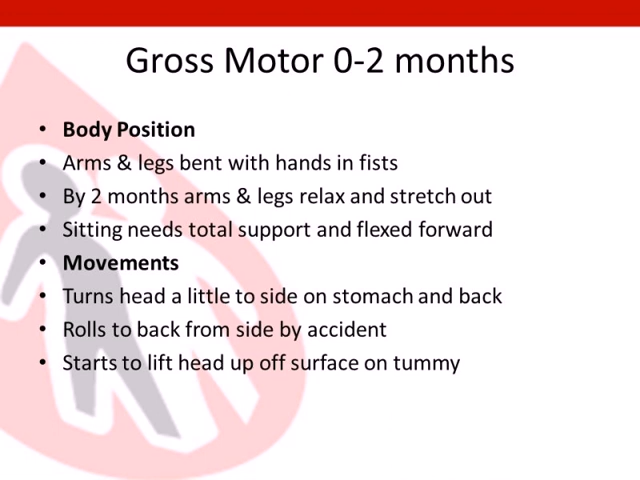 Gross Motor 0-2 months
• Body Position
• Arms & legs bent with hands in fists
• By 2 months arms & legs relax and stretch out
• Sitting needs total support and flexed forward
• Movements
• Turns head a little to side on stomach and back
• Rolls to back from side by accident
• Starts to lift head up off surface on tummy